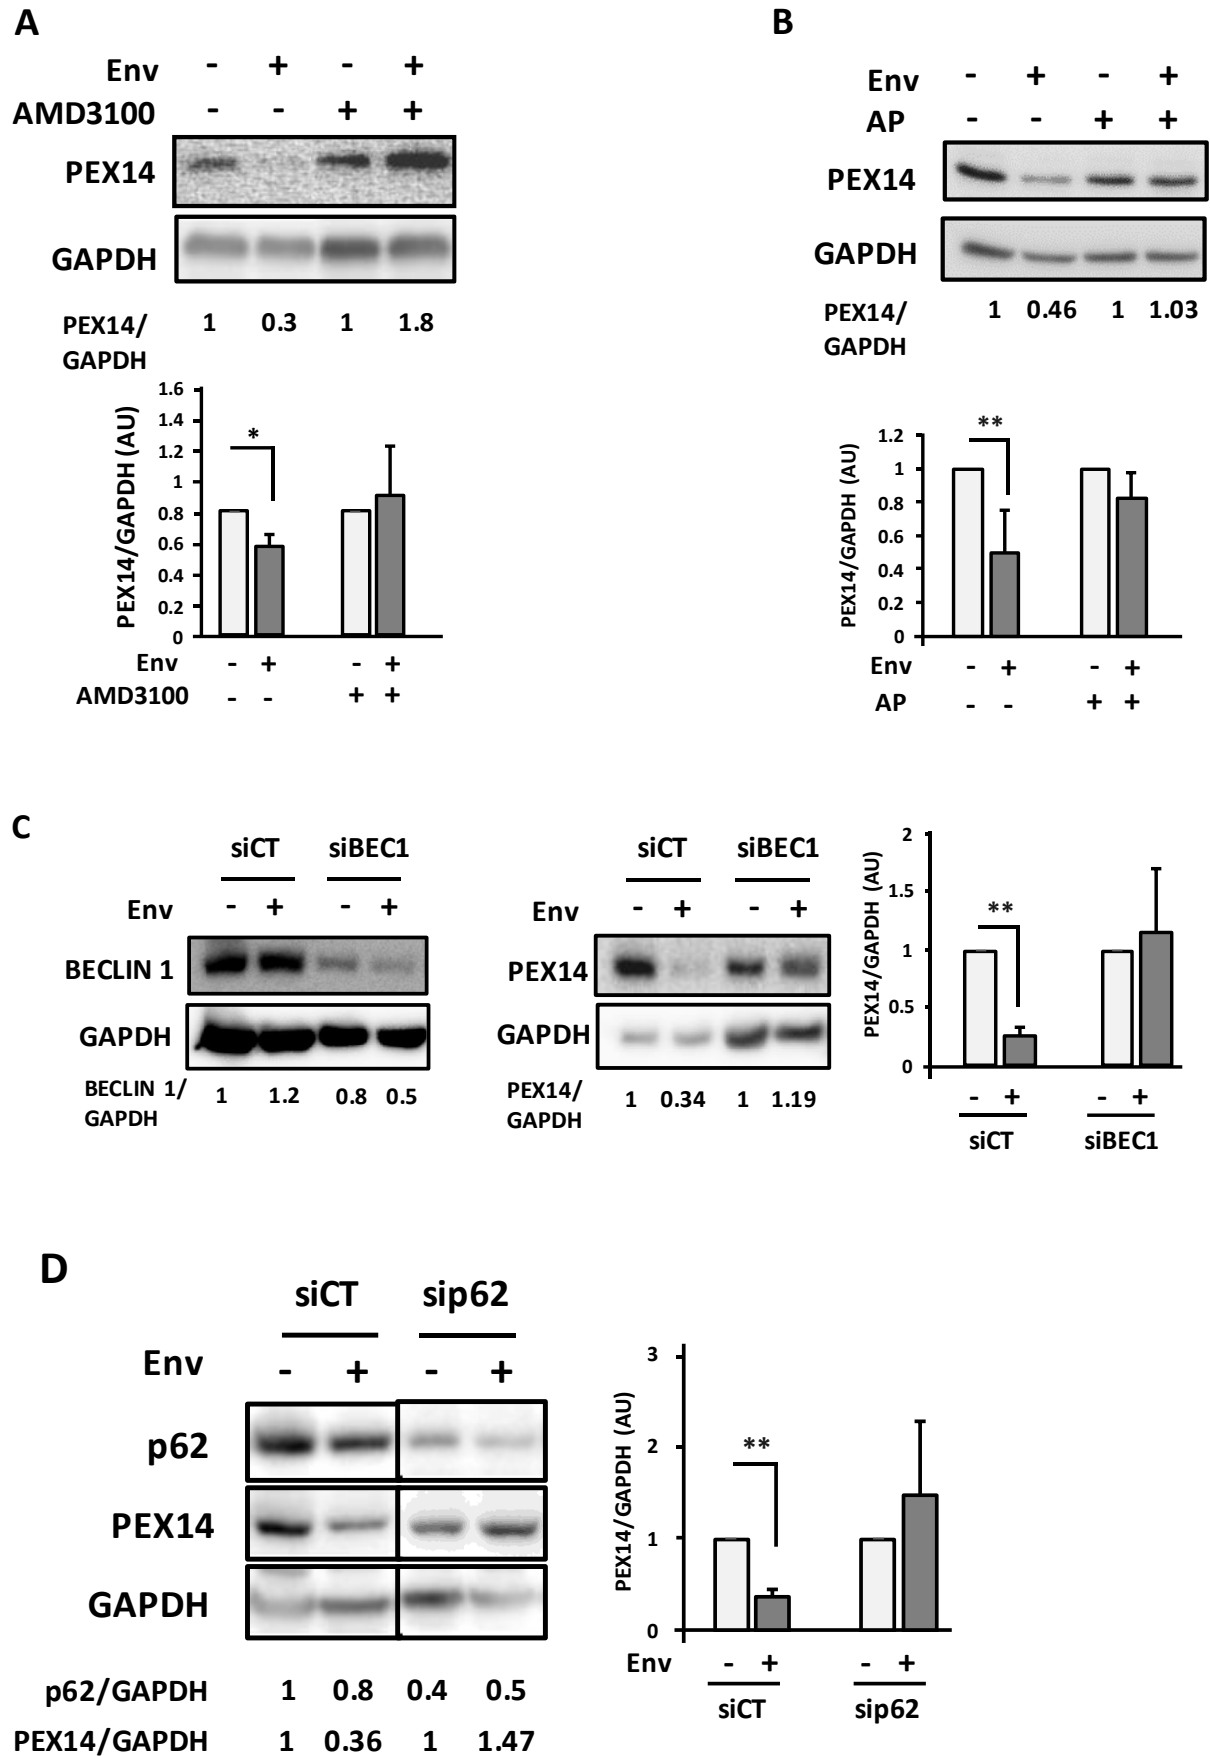 A
Env - + - +
AMD3100 - - + +
PEX14
GAPDH
PEX14/ 1 0.3 1 1.8
GAPDH
PEX14/GAPDH (AU)
1.6
1.4
1.2
1
0.8
0.6
0.4
0.2
0
*
Env - + - +
AMD3100 - - + +
B
Env - + - +
AP - - + +
PEX14
GAPDH
PEX14/ 1 0.46 1 1.03
GAPDH
PEX14/GAPDH (AU)
1.2
1
0.8
0.6
0.4
0.2
0
**
Env - + - +
AP - - + +
C
siCT siBEC1
Env - + - +
BECLIN 1
GAPDH
BECLIN 1/ 1 1.2 0.8 0.5
GAPDH
siCT siBEC1
Env - + - +
PEX14
GAPDH
PEX14/ 1 0.34 1 1.19
GAPDH
PEX14/GAPDH (AU)
2
1.5
1
0.5
0
**
- + - +
siCT siBEC1
D
siCT sip62
Env - + - +
p62
PEX14
GAPDH
p62/GAPDH 1 0.8 0.4 0.5
PEX14/GAPDH 1 0.36 1 1.47
PEX14/GAPDH (AU)
3
2
1
0
**
Env - + - +
siCT sip62